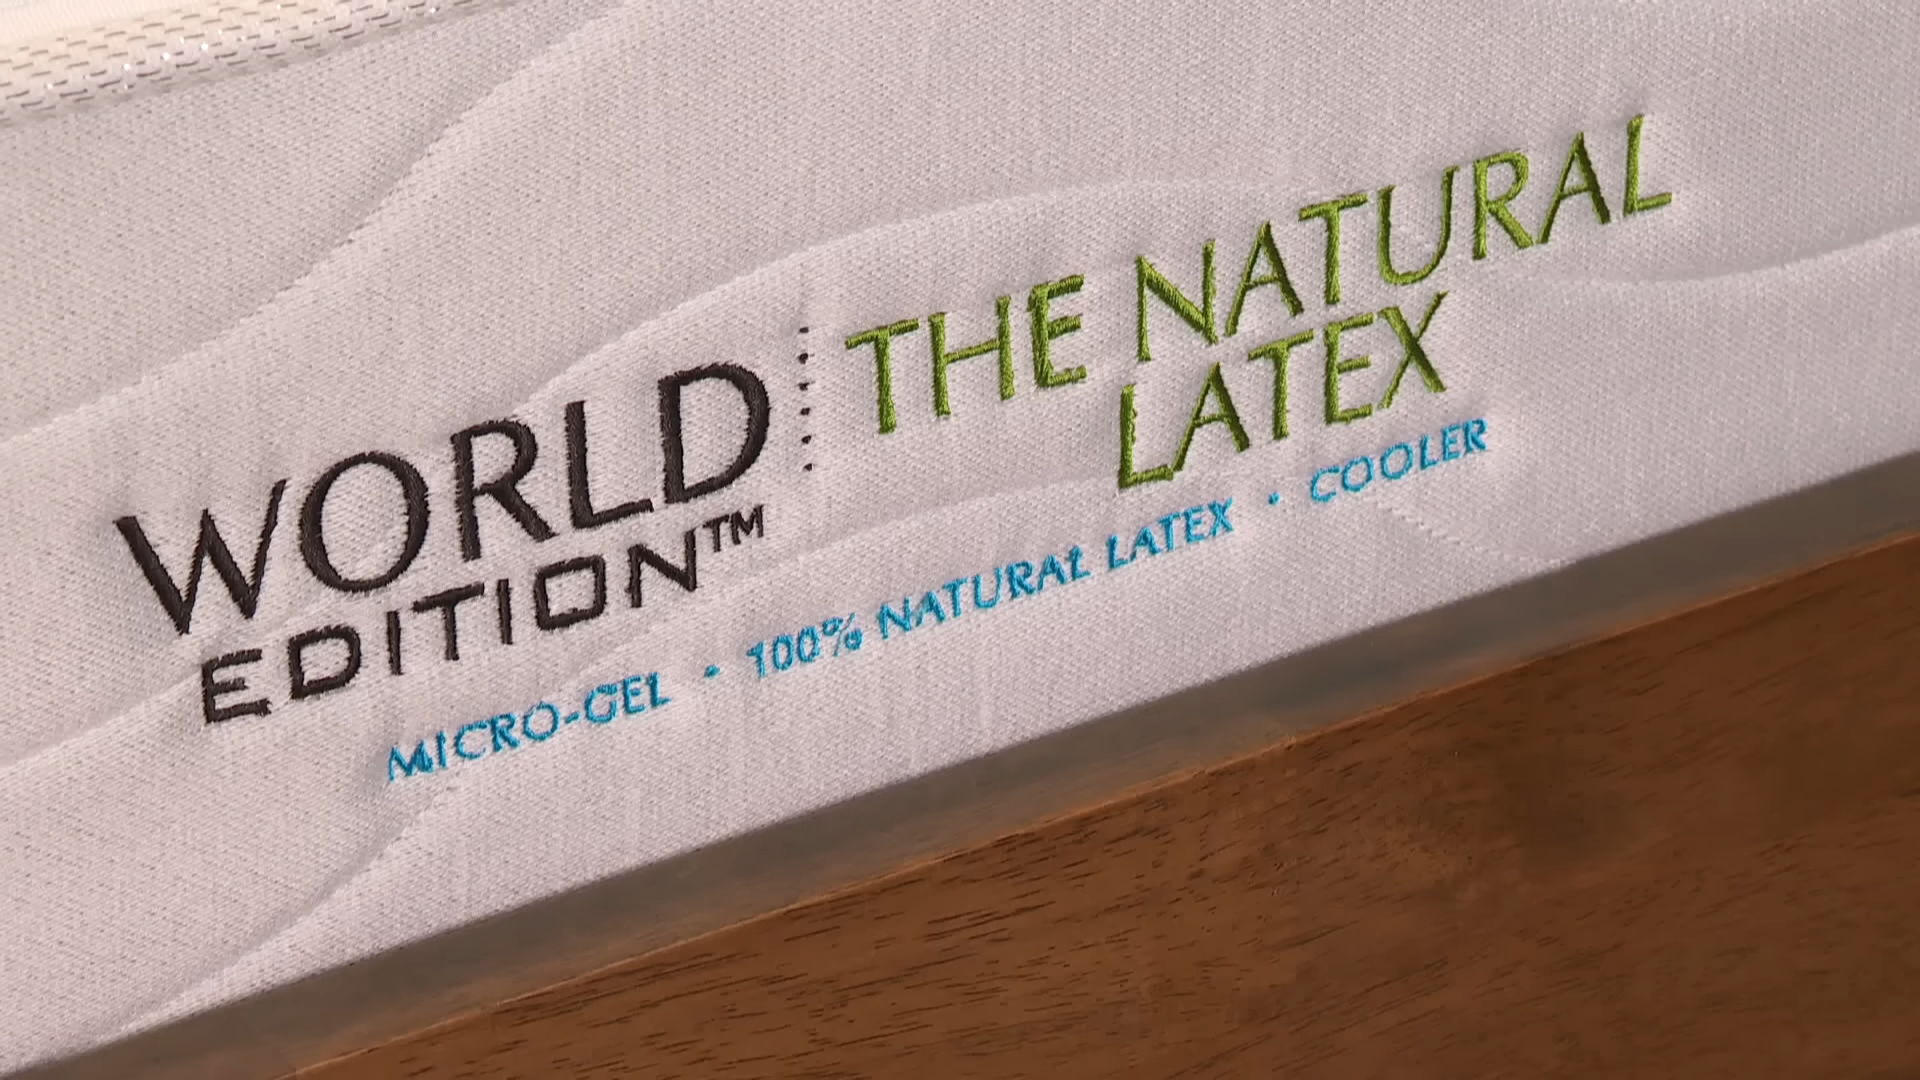 WORLD
EDITION™
THE NATURAL
LATEX
MICRO-GEL • 100% NATURAL LATEX • COOLER